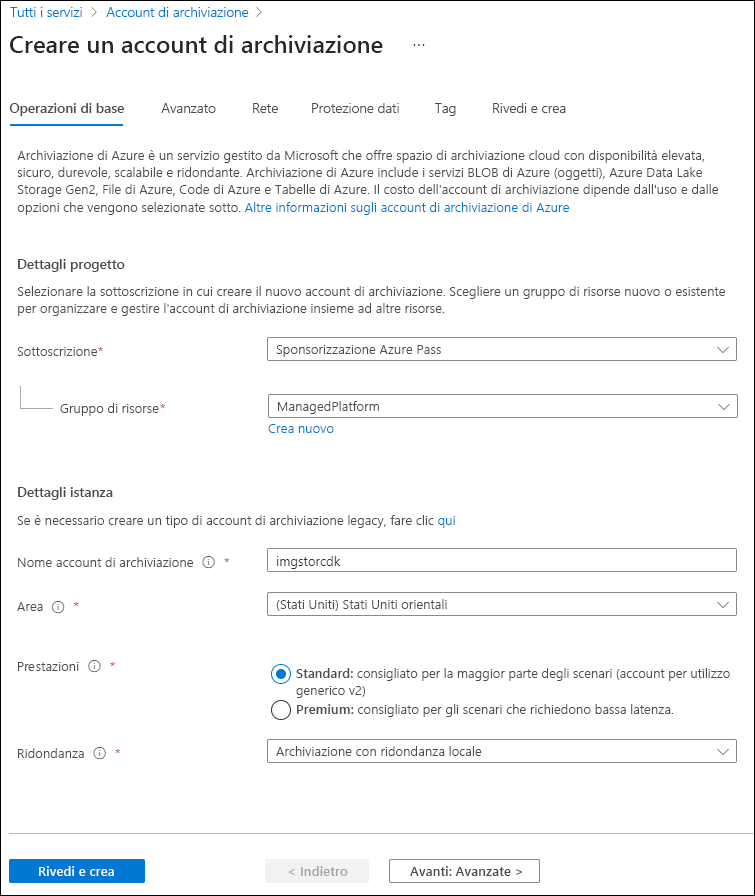 Tutti i servizi > Account di archiviazione >
Creare un account di archiviazione ...
Operazioni di base Avanzato Rete Protezione dati Tag Rivedi e crea
Archiviazione di Azure è un servizio gestito da Microsoft che offre spazio di archiviazione cloud con disponibilità elevata,
sicuro, durevole, scalabile e ridondante. Archiviazione di Azure include i servizi BLOB di Azure (oggetti), Azure Data Lake
Storage Gen2, File di Azure, Code di Azure e Tabelle di Azure. Il costo dell'account di archiviazione dipende dall'uso e dalle
opzioni che vengono selezionate sotto. Altre informazioni sugli account di archiviazione di Azure
Dettagli progetto
Selezionare la sottoscrizione in cui creare il nuovo account di archiviazione. Scegliere un gruppo di risorse nuovo o esistente
per organizzare e gestire l'account di archiviazione insieme ad altre risorse.
Sottoscrizione* Sponsorizzazione Azure Pass
Gruppo di risorse* ManagedPlatform
Crea nuovo
Dettagli istanza
Se è necessario creare un tipo di account di archiviazione legacy, fare clic qui
Nome account di archiviazione * imgstorcdk
Area * (Stati Uniti) Stati Uniti orientali
Prestazioni * Standard: consigliato per la maggior parte degli scenari (account per utilizzo
generico v2)
Premium: consigliato per gli scenari che richiedono bassa latenza.
Ridondanza * Archiviazione con ridondanza locale
Rivedi e crea < Indietro Avanti: Avanzate >